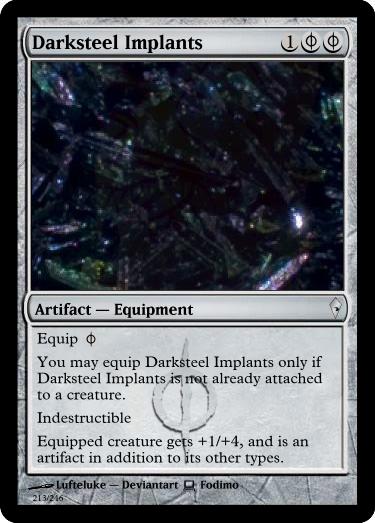 Darksteel Implants 1
Artifact — Equipment
Equip
You may equip Darksteel Implants only if
Darksteel Implants is not already attached
to a creature.
Indestructible
Equipped creature gets +1/+4, and is an
artifact in addition to its other types.
Lufteluke — Deviantart Fodimo
213/246